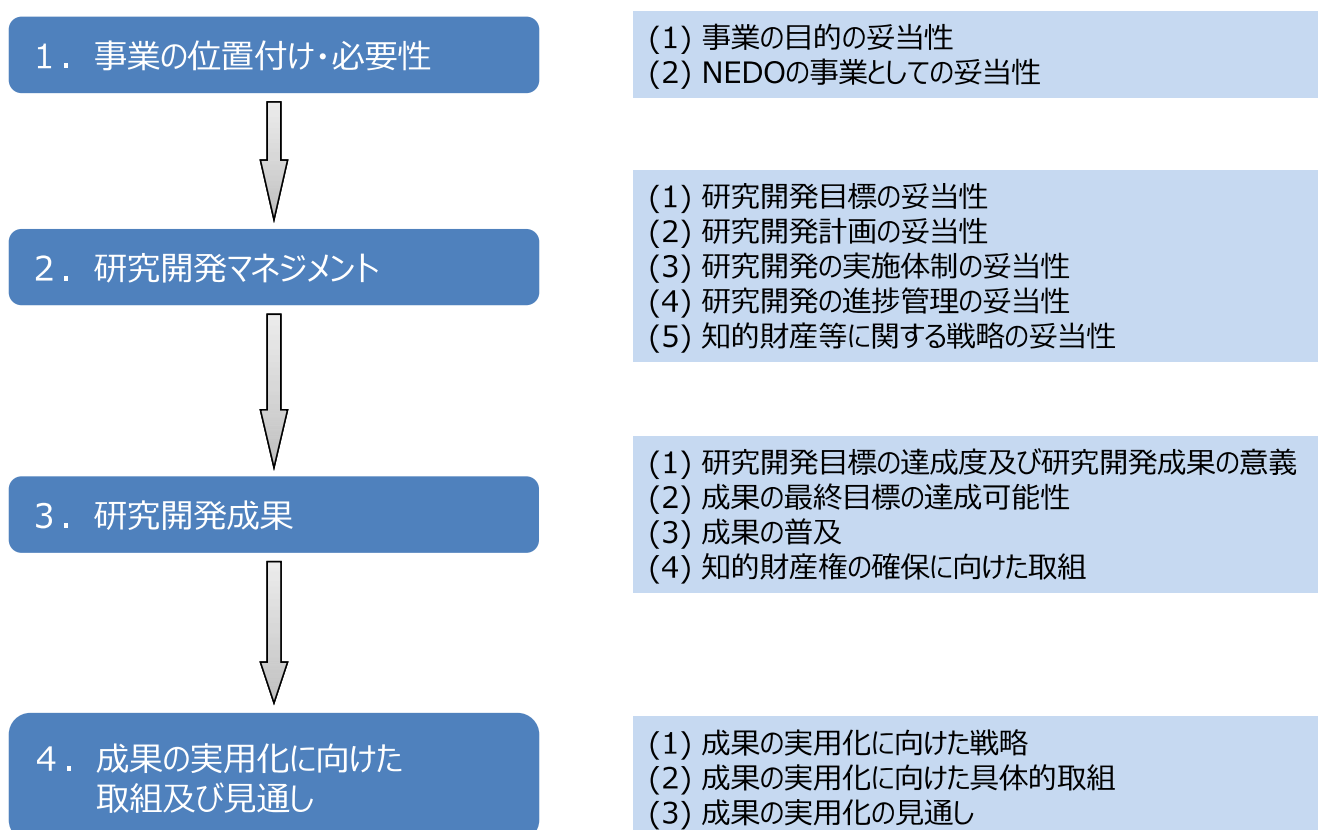 １．事業の位置付け・必要性
(1) 事業の目的の妥当性
(2) NEDOの事業としての妥当性
２．研究開発マネジメント
(1) 研究開発目標の妥当性
(2) 研究開発計画の妥当性
(3) 研究開発の実施体制の妥当性
(4) 研究開発の進捗管理の妥当性
(5) 知的財産等に関する戦略の妥当性
３．研究開発成果
(1) 研究開発目標の達成度及び研究開発成果の意義
(2) 成果の最終目標の達成可能性
(3) 成果の普及
(4) 知的財産権の確保に向けた取組
４．成果の実用化に向けた
取組及び見通し
(1) 成果の実用化に向けた戦略
(2) 成果の実用化に向けた具体的取組
(3) 成果の実用化の見通し